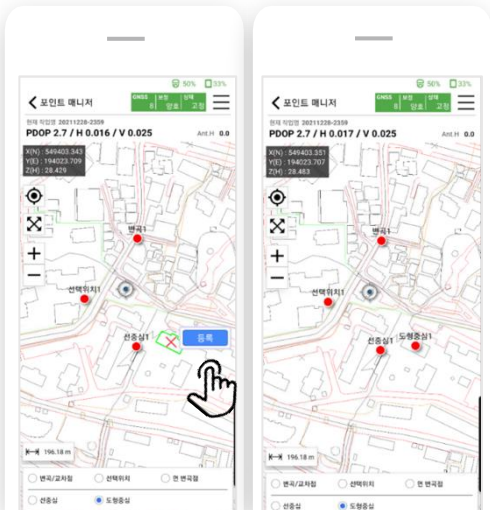 50% 33%
포인트 매니저
GNSS 보정 상태
8 양호 고정
현재 작업명 20211228-2359
PDOP 2.7 / H 0.016 / V 0.025
Ant.H 0.0
X(N) : 549403.343
Y(E) : 194023.709
Z(H) : 28.429
변곡1
선택위치1
선중심1
등록
196.18 m
변곡/교차점 선택위치 면 변곡점
선중심 도형중심
50% 33%
포인트 매니저
GNSS 보정 상태
8 양호 고정
현재 작업명 20211228-2359
PDOP 2.7 / H 0.017 / V 0.025
Ant.H 0.0
X(N) : 549403.351
Y(E) : 194023.707
Z(H) : 28.463
변곡1
선택위치1
도형중심1
선중심1
196.18 m
변곡/교차점 선택위치 면 변곡점
선중심 도형중심